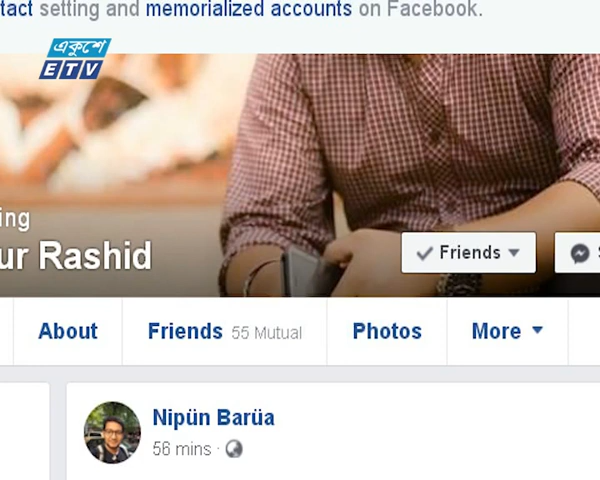 tact setting and memorialized accounts on Facebook.
একুশে
ETV
ing
ur Rashid
Friends
About
Friends 55 Mutual
Photos
More
Nipün Barüa
56 mins ·